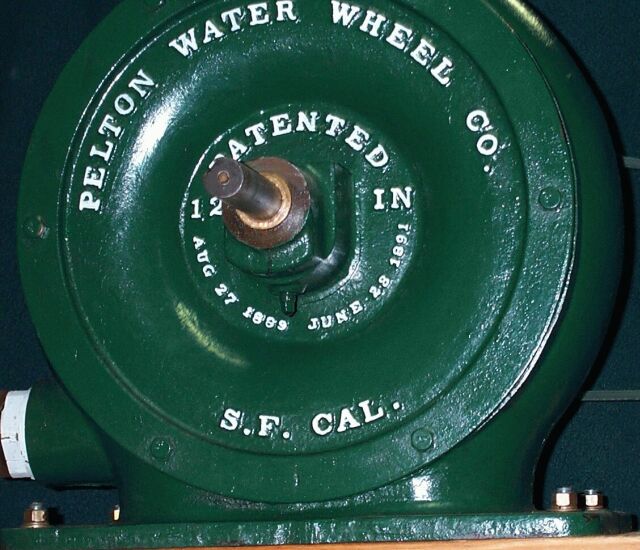 PELTON WATER WHEEL CO.
PATENTED
12 IN
AUG 27 1889 JUNE 23 1891
S.F. CAL.